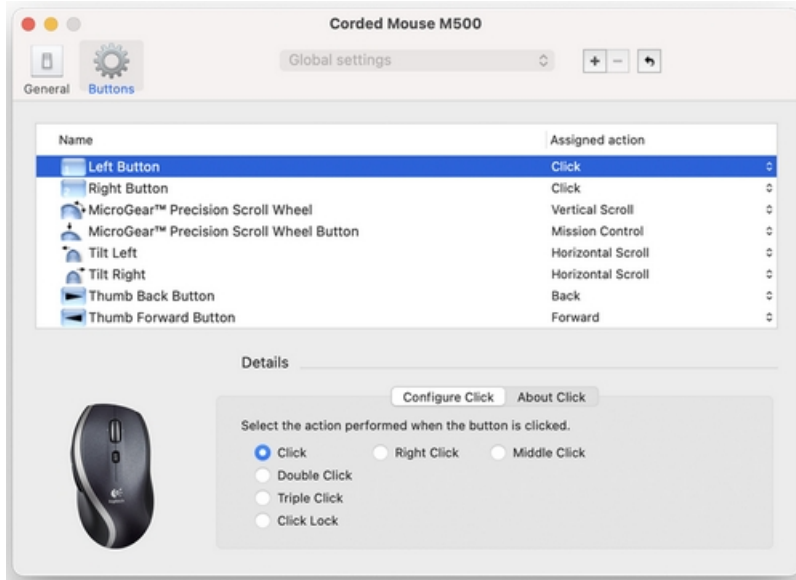 Corded Mouse M500
Global settings
General
Buttons
Name Assigned action
Left Button Click
Right Button Click
MicroGear™ Precision Scroll Wheel Vertical Scroll
MicroGear™ Precision Scroll Wheel Button Mission Control
Tilt Left Horizontal Scroll
Tilt Right Horizontal Scroll
Thumb Back Button Back
Thumb Forward Button Forward
Details
Configure Click About Click
Select the action performed when the button is clicked.
Click Right Click Middle Click
Double Click
Triple Click
Click Lock
Logitech